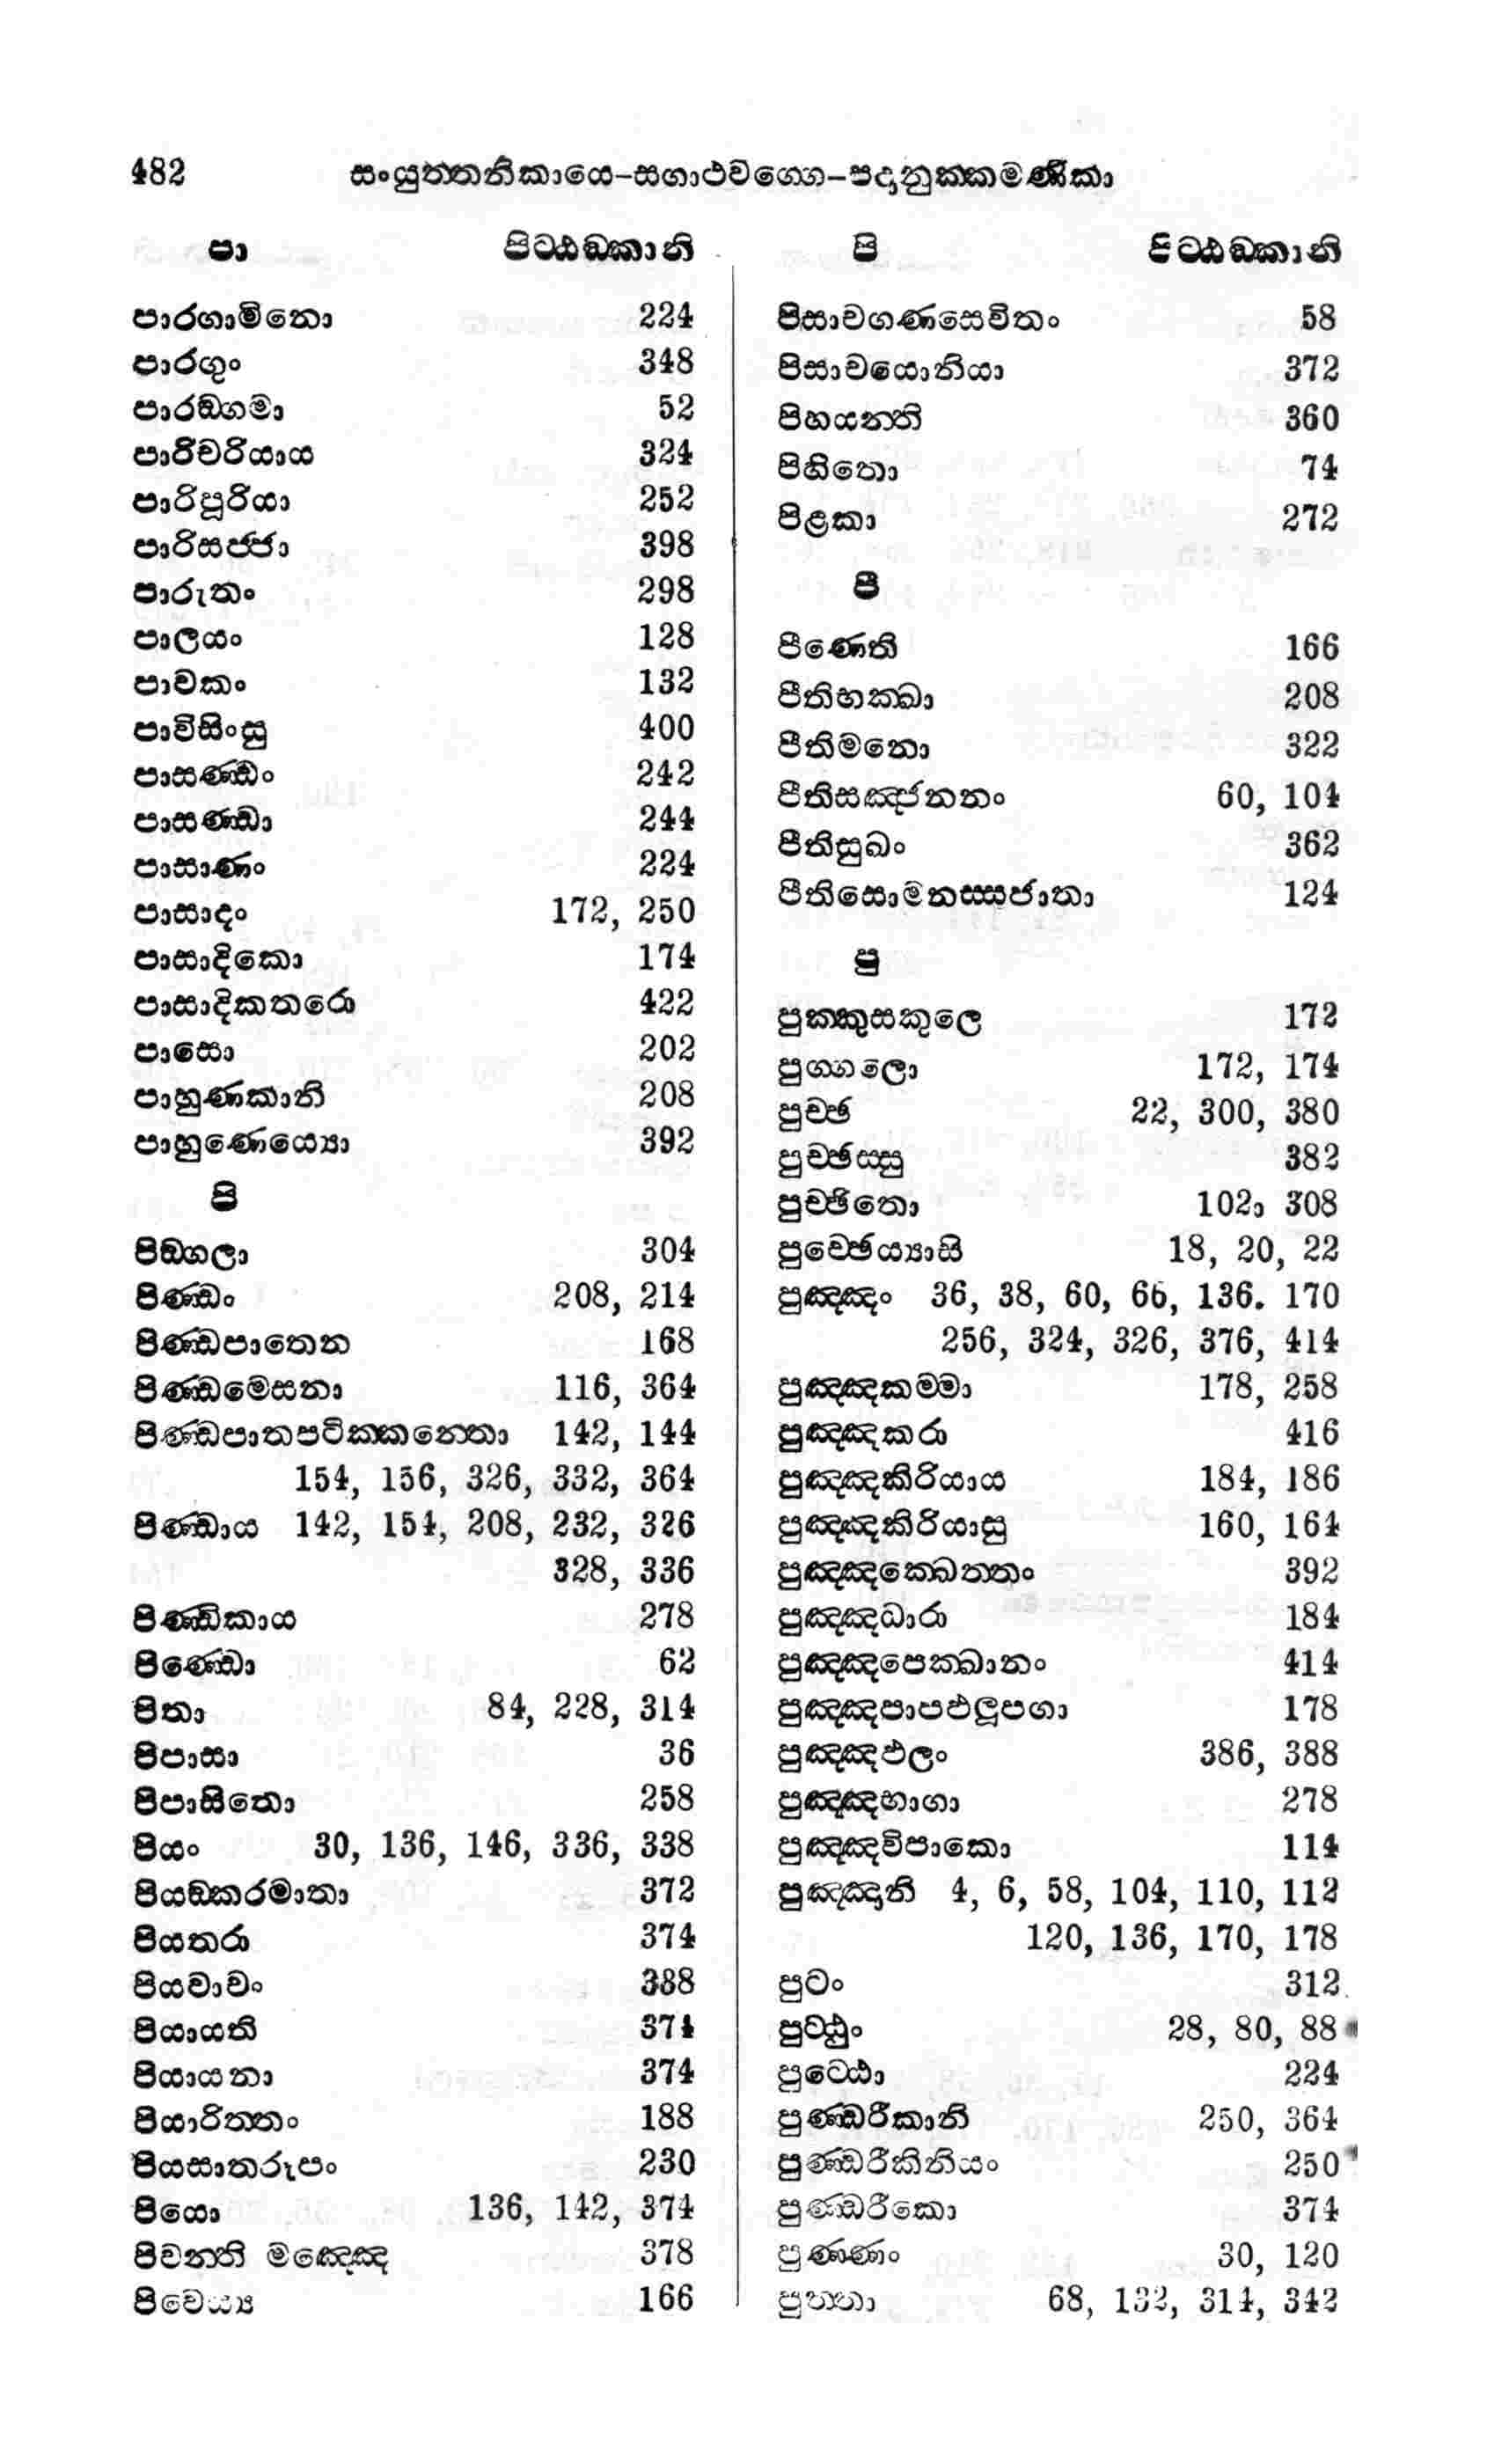 482 සංයුත්තනිකායෙ–සගාථවග්ගෙ–පදානුක්කමණිකා
පා පිට්ඨඞ්කානි
පාරගාමිනො 224
පාරගුං 348
පාරඞ්ගමා 52
පාරිචරියාය 324
පාරිපූරියා 252
පාරිසජ්ජා 398
පාරුතං 298
පාලයං 128
පාවකං 132
පාවිසිංසු 400
පාසණ්ඩං 242
පාසණ්ඩා 244
පාසාණං 224
පාසාදං 172, 250
පාසාදිකො 174
පාසාදිකතරො 422
පාසො 202
පාහුණකානි 208
පාහුණෙය්‍යො 392
පි
පිඞ්ගලා 304
පිණ්ඩං 208, 214
පිණ්ඩපාතෙන 168
පිණ්ඩමෙසනා 116, 364
පිණ්ඩපාතපටික්කන්තො 142, 144
154, 156, 326, 332, 364
පිණ්ඩාය 142, 154, 208, 232, 326
328, 336
පිණ්ඩිකාය 278
පිණ්ඩො 62
පිතා 84, 228, 314
පිපාසා 36
පිපාසිතො 258
පියං 30, 136, 146, 336, 338
පියඞ්කරමාතා 372
පියතරා 374
පියවාචං 388
පියායති 374
පියායනා 374
පියාරිත්තං 188
පියසාතරූපං 230
පියො 136, 142, 374
පිවන්ති මඤ්ඤෙ 378
පිවෙය්‍ය 166
පි පිට්ඨඞ්කානි
පිසාචගණසෙවිතං 58
පිසාචයොනියා 372
පිහයන්ති 360
පිහිතො 74
පිළකා 272
පී
පීණෙති 166
පීතිභක්ඛා 208
පීතිමනො 322
පීතිසඤ්ජනනං 60, 104
පීතිසුඛං 362
පීතිසොමනස්සජාතා 124
පු
පුක්කුසකුලෙ 172
පුග්ගලො 172, 174
පුච්ඡ 22, 300, 380
පුච්ඡස්සු 382
පුච්ඡිතො 102, 308
පුච්ඡෙය්‍යාසි 18, 20, 22
පුඤ්ඤං 36, 38, 60, 66, 136. 170
256, 324, 326, 376, 414
පුඤ්ඤකම්මා 178, 258
පුඤ්ඤකරා 416
පුඤ්ඤකිරියාය 184, 186
පුඤ්ඤකිරියාසු 160, 164
පුඤ්ඤක්ඛෙත්තං 392
පුඤ්ඤධාරා 184
පුඤ්ඤපෙක්ඛානං 414
පුඤ්ඤපාපඵලූපගා 178
පුඤ්ඤඵලං 386, 388
පුඤ්ඤභාගා 278
පුඤ්ඤවිපාකො 114
පුඤ්ඤානි 4, 6, 58, 104, 110, 112
120, 136, 170, 178
පුටං 312
පුට්ඨුං 28, 80, 88
පුට්ඨො 224
පුණ්ඩරීකානි 250, 364
පුණ්ඩරීකිනියං 250
පුණ්ඩරීකො 374
පුණ්ණං 30, 120
පුත්තා 68, 132, 314, 342